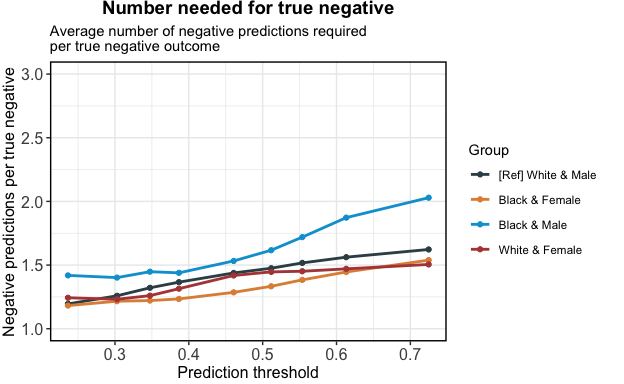 Number needed for true negative
Average number of negative predictions required
per true negative outcome
Negative predictions per true negative
3.0
2.5
2.0
1.5
1.0
0.3 0.4 0.5 0.6 0.7
Prediction threshold
Group
[Ref] White & Male
Black & Female
Black & Male
White & Female